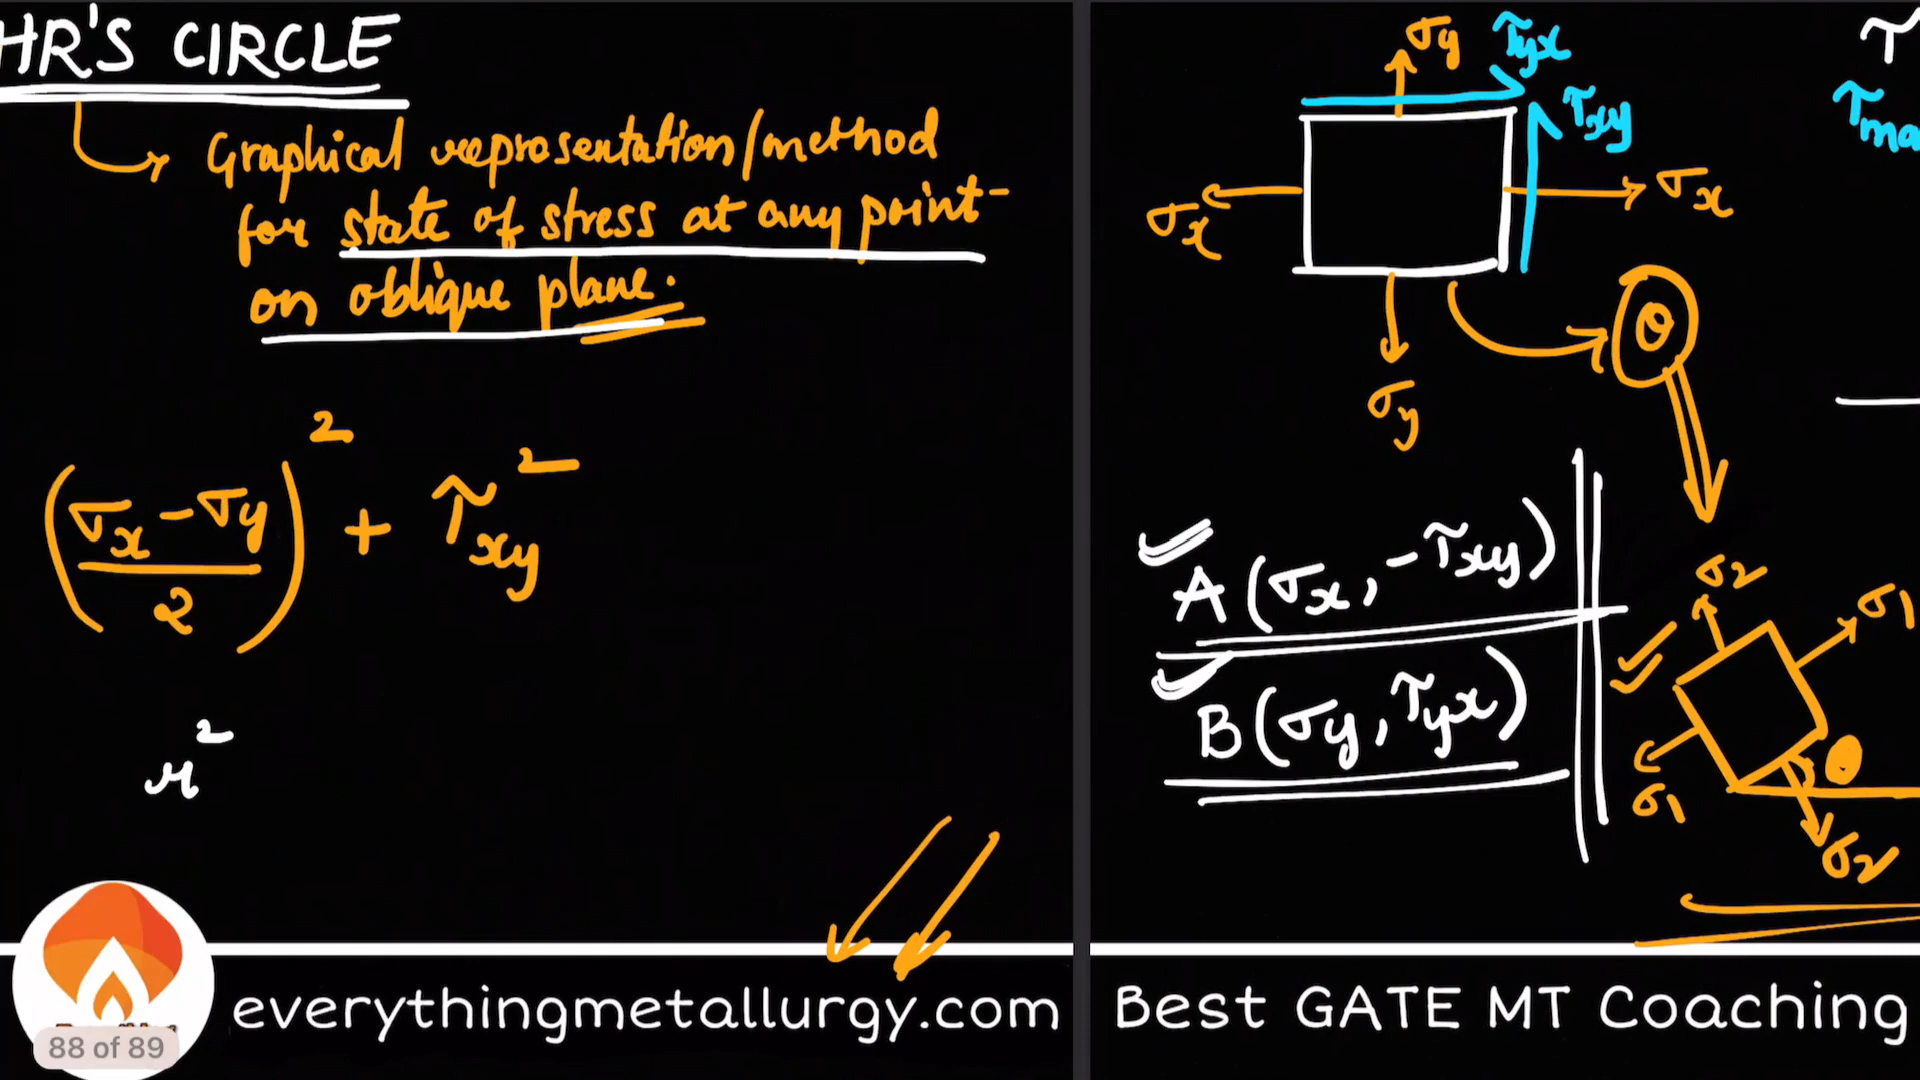 HR'S CIRCLE
Graphical representation/method
for state of stress at any point
on oblique plane.
(σx - σy / 2)² + τxy²
r²
σy
τyx
τxy
σx
σx
σy
θ
A (σx, -τxy)
B (σy, τyx)
σ2
σ1
σ1
σ2
τ
τma
88 of 89
everythingmetallurgy.com
Best GATE MT Coaching